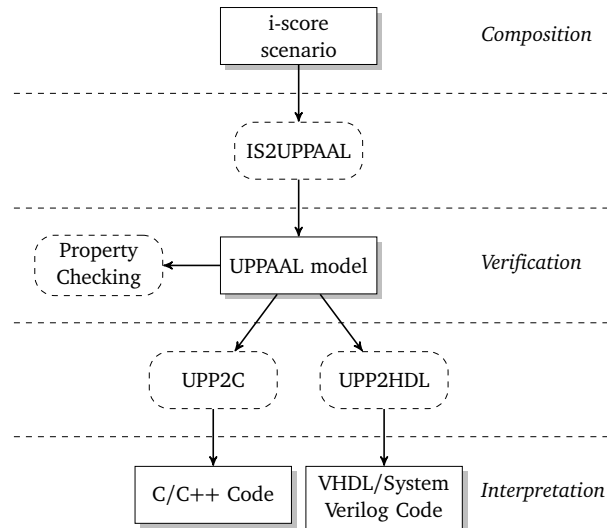 i-score
scenario
Composition
IS2UPPAAL
Property
Checking
UPPAAL model
Verification
UPP2C
UPP2HDL
C/C++ Code
VHDL/System
Verilog Code
Interpretation